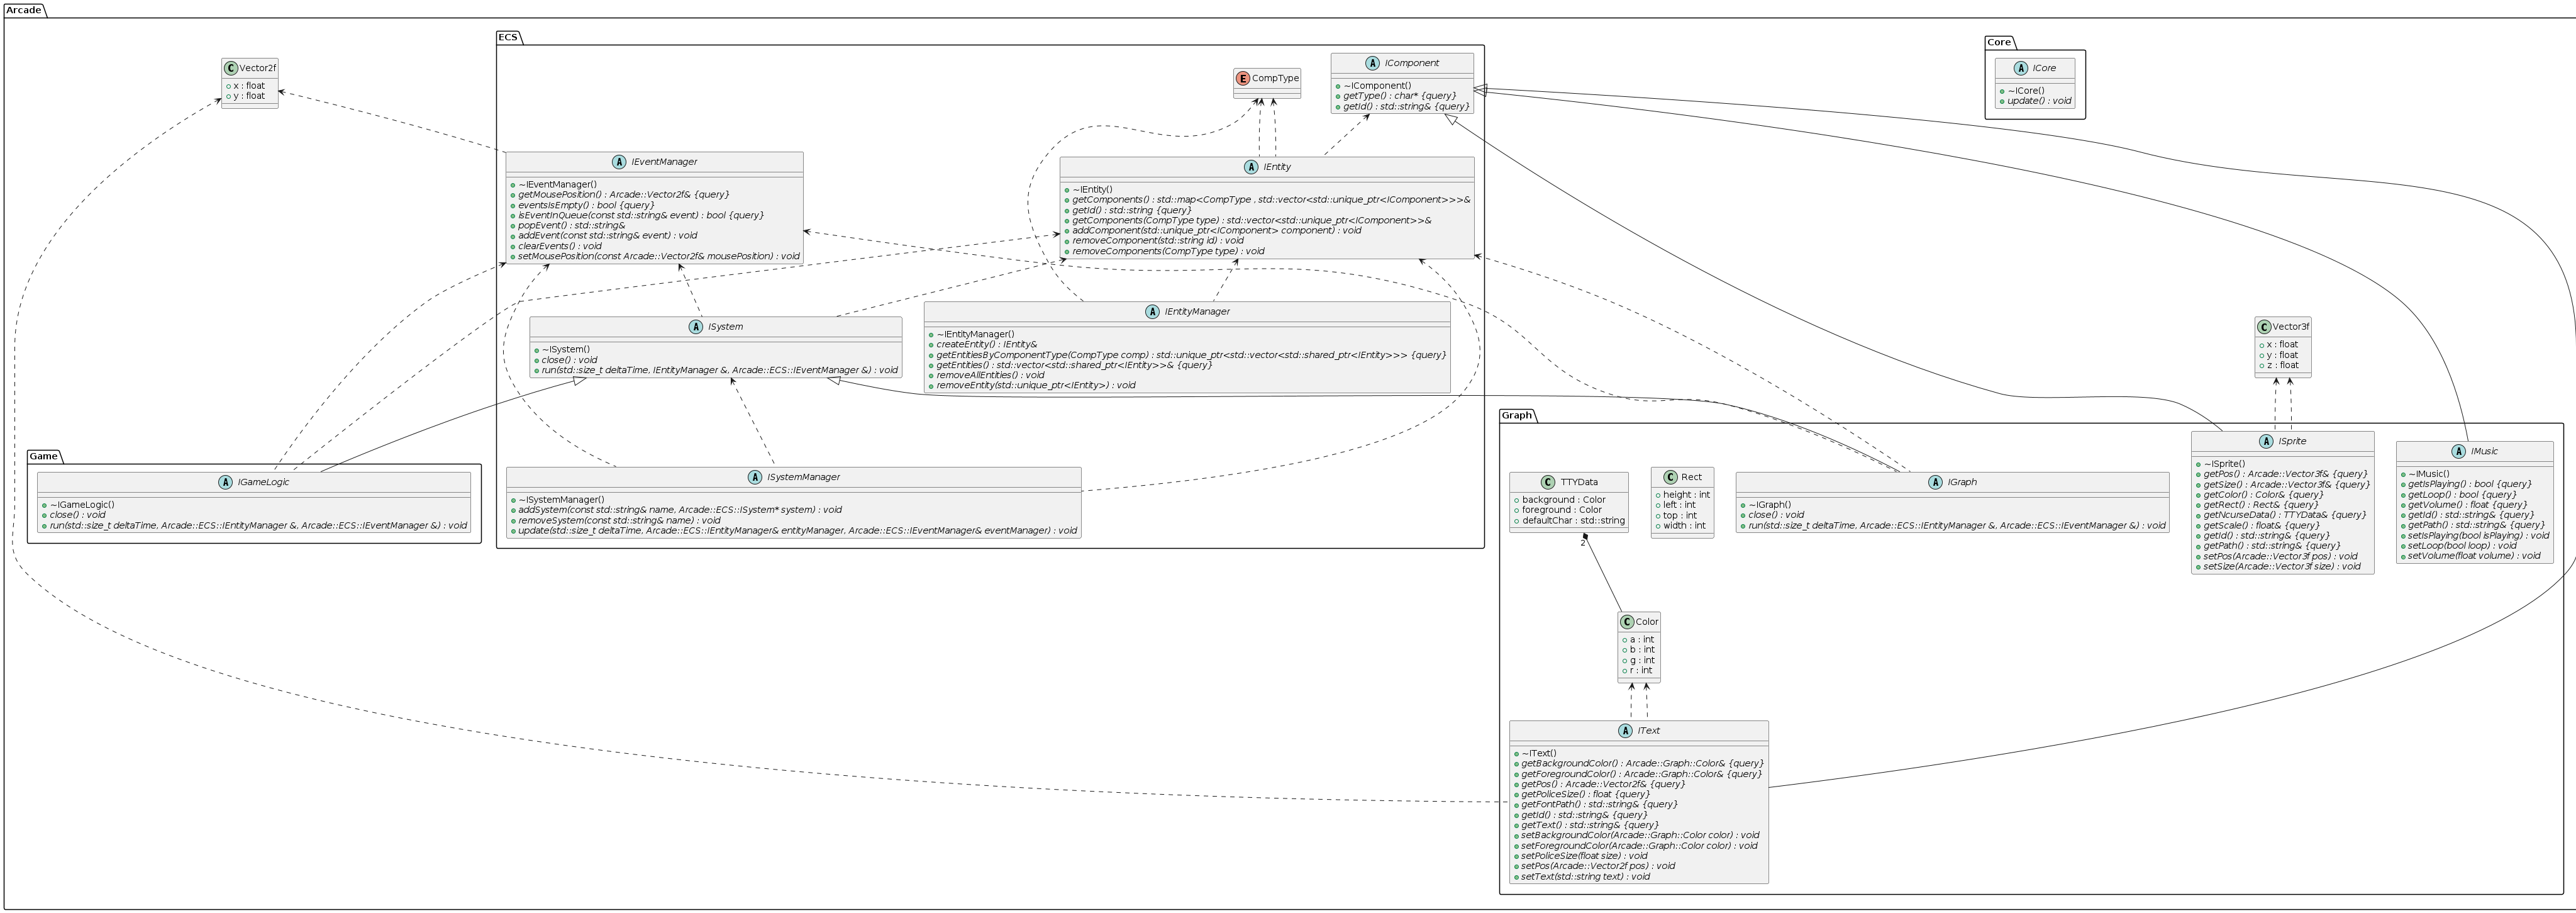 Arcade
Vector2f
x : float
y : float
ECS
CompType
IComponent
~IComponent()
getType() : char* {query}
getId() : std::string& {query}
Core
ICore
~ICore()
update() : void
IEventManager
~IEventManager()
getMousePosition() : Arcade::Vector2f& {query}
eventsIsEmpty() : bool {query}
isEventInQueue(const std::string& event) : bool {query}
popEvent() : std::string&
addEvent(const std::string& event) : void
clearEvents() : void
setMousePosition(const Arcade::Vector2f& mousePosition) : void
IEntity
~IEntity()
getComponents() : std::map<CompType , std::vector<std::unique_ptr<IComponent>>>&
getId() : std::string {query}
getComponents(CompType type) : std::vector<std::unique_ptr<IComponent>>&
addComponent(std::unique_ptr<IComponent> component) : void
removeComponent(std::string id) : void
removeComponents(CompType type) : void
ISystem
~ISystem()
close() : void
run(std::size_t deltaTime, IEntityManager &, Arcade::ECS::IEventManager &) : void
IEntityManager
~IEntityManager()
createEntity() : IEntity&
getEntitiesByComponentType(CompType comp) : std::unique_ptr<std::vector<std::shared_ptr<IEntity>>> {query}
getEntities() : std::vector<std::shared_ptr<IEntity>>& {query}
removeAllEntities() : void
removeEntity(std::unique_ptr<IEntity>) : void
Vector3f
x : float
y : float
z : float
Game
IGameLogic
~IGameLogic()
close() : void
run(std::size_t deltaTime, Arcade::ECS::IEntityManager &, Arcade::ECS::IEventManager &) : void
ISystemManager
~ISystemManager()
addSystem(const std::string& name, Arcade::ECS::ISystem* system) : void
removeSystem(const std::string& name) : void
update(std::size_t deltaTime, Arcade::ECS::IEntityManager& entityManager, Arcade::ECS::IEventManager& eventManager) : void
Graph
TTYData
background : Color
foreground : Color
defaultChar : std::string
2
Rect
height : int
left : int
top : int
width : int
IGraph
~IGraph()
close() : void
run(std::size_t deltaTime, Arcade::ECS::IEntityManager &, Arcade::ECS::IEventManager &) : void
ISprite
~ISprite()
getPos() : Arcade::Vector3f& {query}
getSize() : Arcade::Vector3f& {query}
getColor() : Color& {query}
getRect() : Rect& {query}
getNcurseData() : TTYData& {query}
getScale() : float& {query}
getId() : std::string& {query}
getPath() : std::string& {query}
setPos(Arcade::Vector3f pos) : void
setSize(Arcade::Vector3f size) : void
IMusic
~IMusic()
getIsPlaying() : bool {query}
getLoop() : bool {query}
getVolume() : float {query}
getId() : std::string& {query}
getPath() : std::string& {query}
setIsPlaying(bool isPlaying) : void
setLoop(bool loop) : void
setVolume(float volume) : void
Color
a : int
b : int
g : int
r : int
IText
~IText()
getBackgroundColor() : Arcade::Graph::Color& {query}
getForegroundColor() : Arcade::Graph::Color& {query}
getPos() : Arcade::Vector2f& {query}
getPoliceSize() : float {query}
getFontPath() : std::string& {query}
getId() : std::string& {query}
getText() : std::string& {query}
setBackgroundColor(Arcade::Graph::Color color) : void
setForegroundColor(Arcade::Graph::Color color) : void
setPoliceSize(float size) : void
setPos(Arcade::Vector2f pos) : void
setText(std::string text) : void